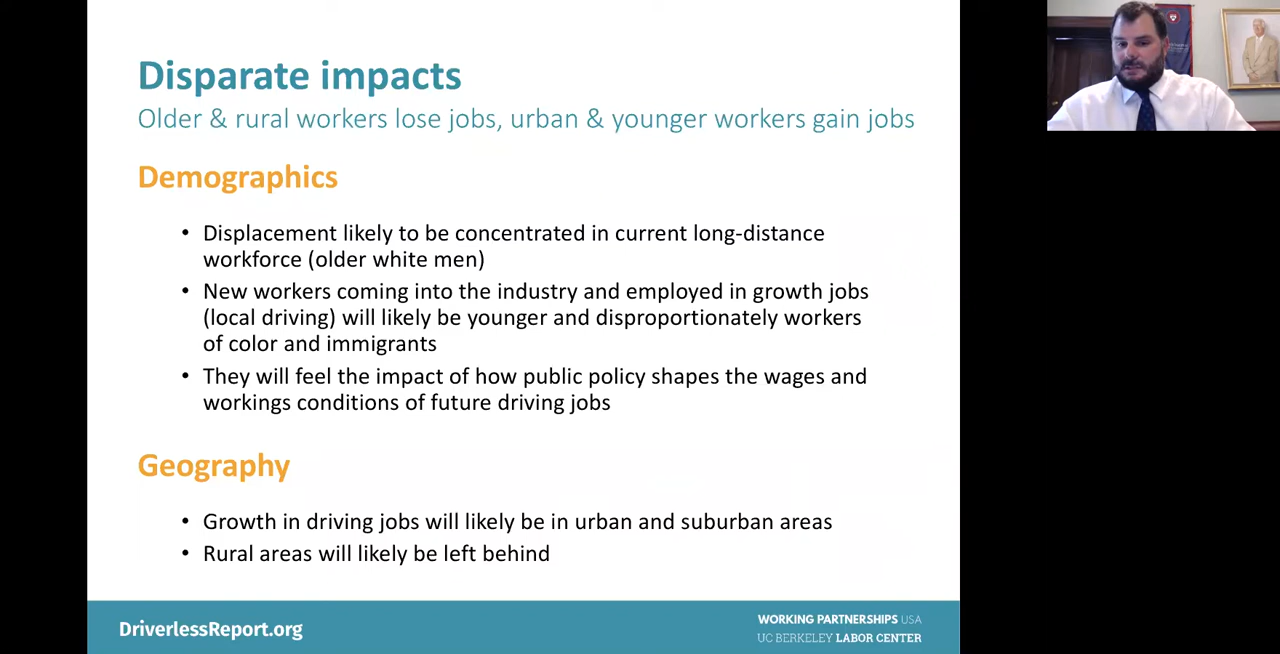 Disparate impacts
Older & rural workers lose jobs, urban & younger workers gain jobs
Demographics
• Displacement likely to be concentrated in current long-distance
workforce (older white men)
• New workers coming into the industry and employed in growth jobs
(local driving) will likely be younger and disproportionately workers
of color and immigrants
• They will feel the impact of how public policy shapes the wages and
workings conditions of future driving jobs
Geography
• Growth in driving jobs will likely be in urban and suburban areas
• Rural areas will likely be left behind
DriverlessReport.org
WORKING PARTNERSHIPS USA
UC BERKELEY LABOR CENTER